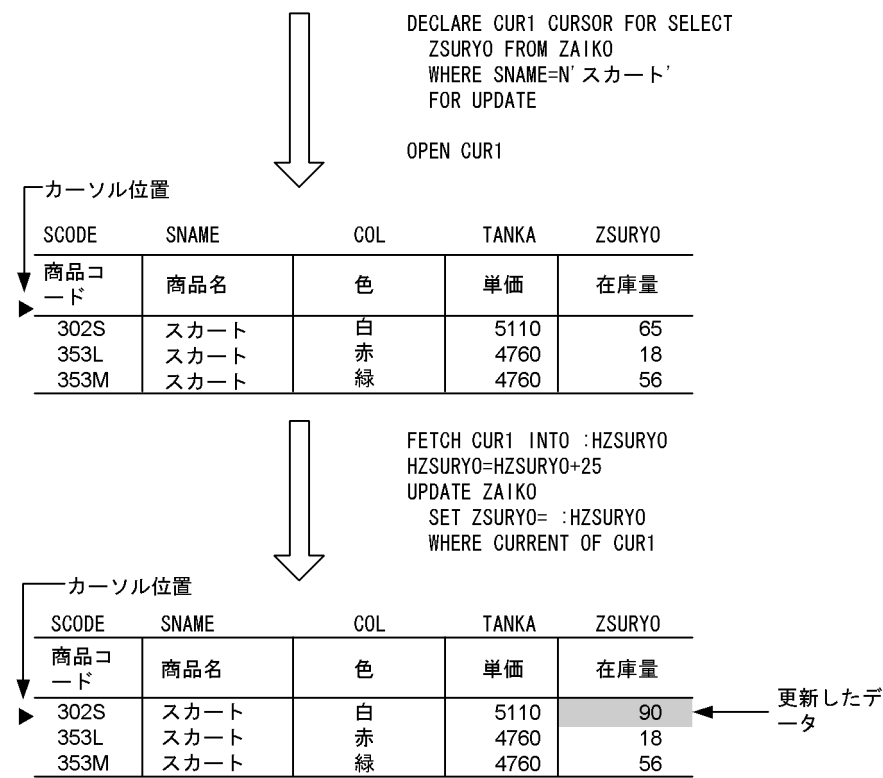 DECLARE CUR1 CURSOR FOR SELECT
ZSURYO FROM ZAIKO
WHERE SNAME=N'スカート'
FOR UPDATE
OPEN CUR1
カーソル位置
SCODE SNAME COL TANKA ZSURYO
商品コ
ード 商品名 色 単価 在庫量
302S スカート 白 5110 65
353L スカート 赤 4760 18
353M スカート 緑 4760 56
FETCH CUR1 INTO :HZSURYO
HZSURYO=HZSURYO+25
UPDATE ZAIKO
SET ZSURYO= :HZSURYO
WHERE CURRENT OF CUR1
カーソル位置
SCODE SNAME COL TANKA ZSURYO
商品コ
ード 商品名 色 単価 在庫量
302S スカート 白 5110 90
353L スカート 赤 4760 18
353M スカート 緑 4760 56
更新したデ
ータ